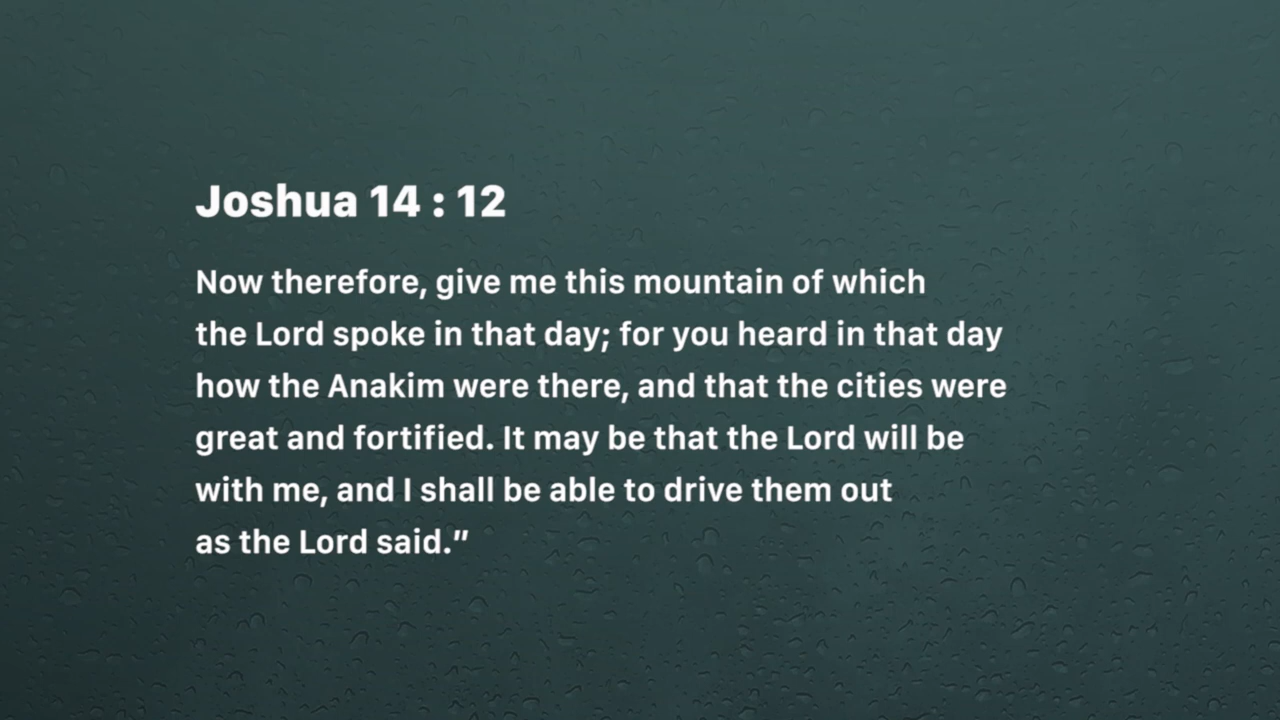 Joshua 14 : 12
Now therefore, give me this mountain of which
the Lord spoke in that day; for you heard in that day
how the Anakim were there, and that the cities were
great and fortified. It may be that the Lord will be
with me, and I shall be able to drive them out
as the Lord said.”